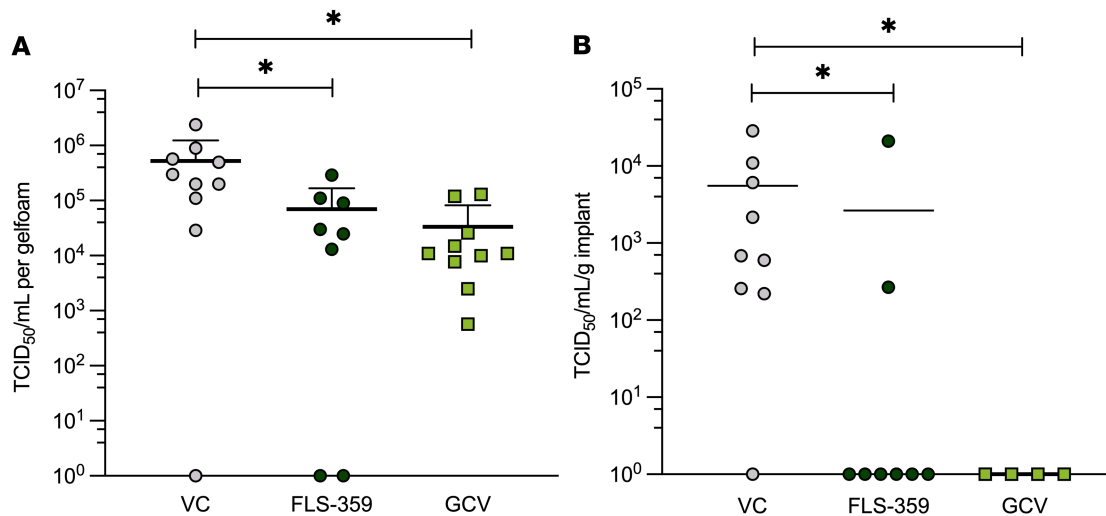 A
*
*
TCID50/mL per gelfoam
10^7
10^6
10^5
10^4
10^3
10^2
10^1
10^0
VC
FLS-359
GCV
B
*
*
TCID50/mL/g implant
10^5
10^4
10^3
10^2
10^1
10^0
VC
FLS-359
GCV